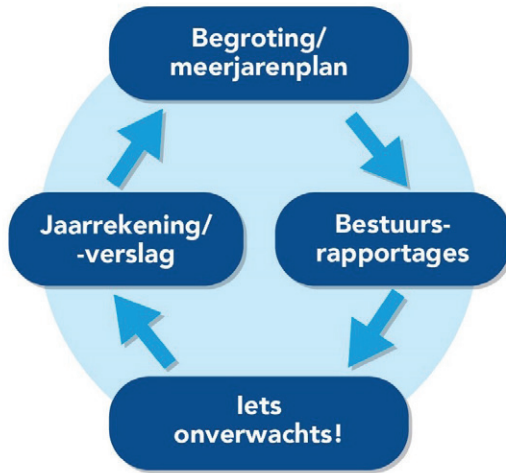 Begroting/
meerjarenplan
Jaarrekening/
-verslag
Bestuurs-
rapportages
Iets
onverwachts!